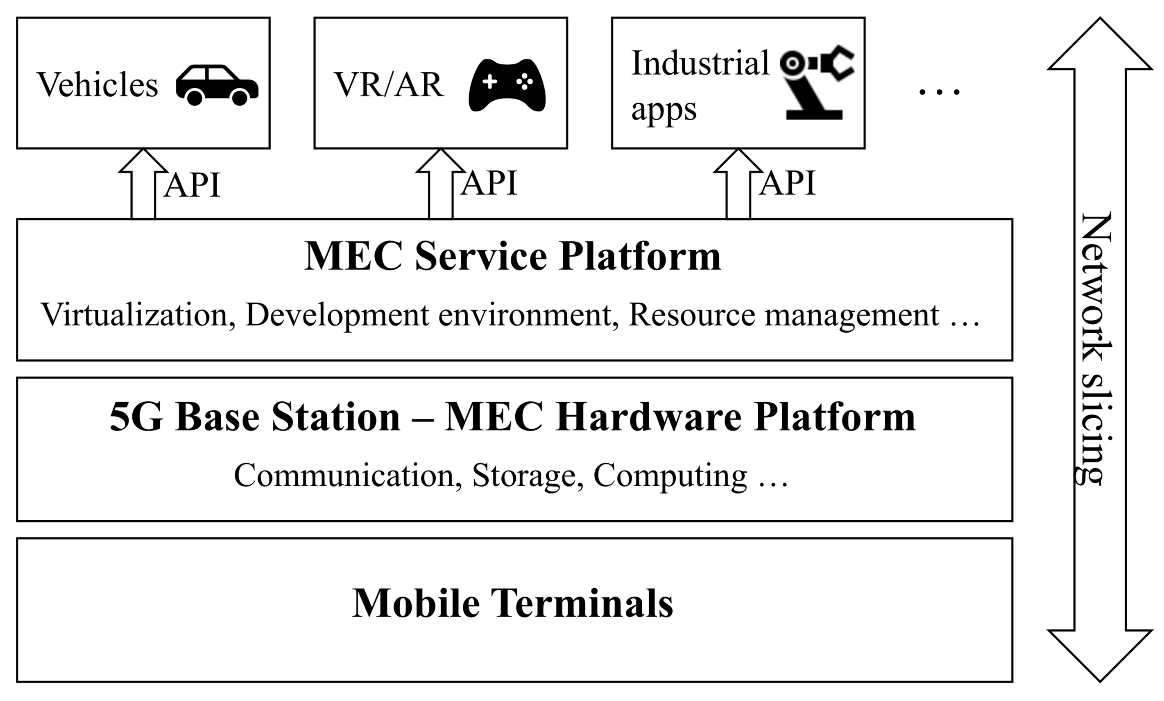 Vehicles
VR/AR
Industrial
apps
…
API
API
API
MEC Service Platform
Virtualization, Development environment, Resource management …
5G Base Station – MEC Hardware Platform
Communication, Storage, Computing …
Mobile Terminals
Network slicing